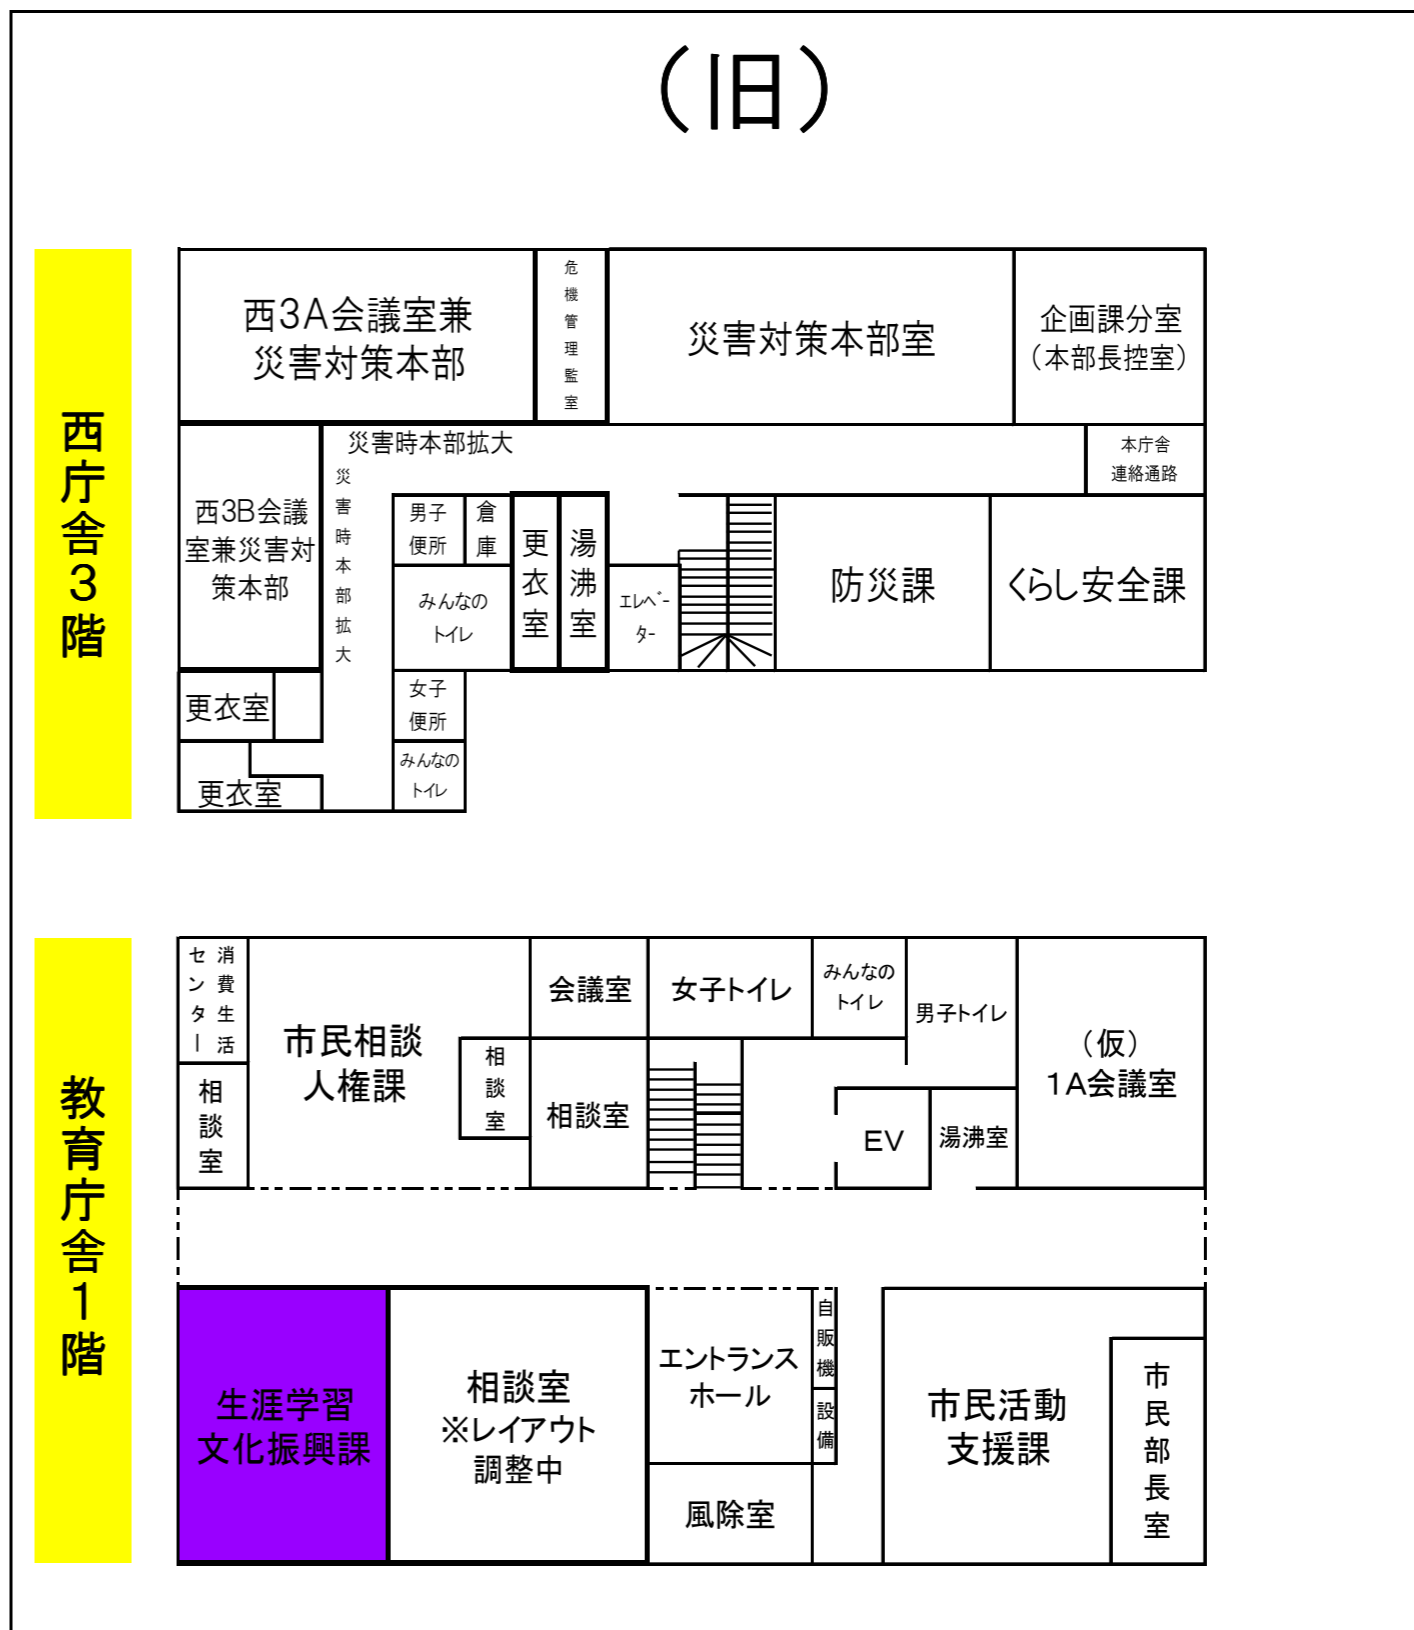 （旧）
西庁舎３階
西3A会議室兼
災害対策本部
危機管理監室
災害対策本部室
企画課分室
（本部長控室）
災害時本部拡大
本庁舎
連絡通路
西3B会議
室兼災害対
策本部
災害時本部拡大
男子
便所
倉庫
更衣室
湯沸室
みんなの
トイレ
エレベー
ター
防災課
くらし安全課
更衣室
女子
便所
更衣室
みんなの
トイレ
教育庁舎１階
消費生活
センター
市民相談
人権課
会議室
女子トイレ
みんなの
トイレ
男子トイレ
（仮）
1A会議室
相談室
相談室
相談室
EV
湯沸室
生涯学習
文化振興課
相談室
※レイアウト
調整中
エントランス
ホール
自販機
設備
風除室
市民活動
支援課
市民部長室